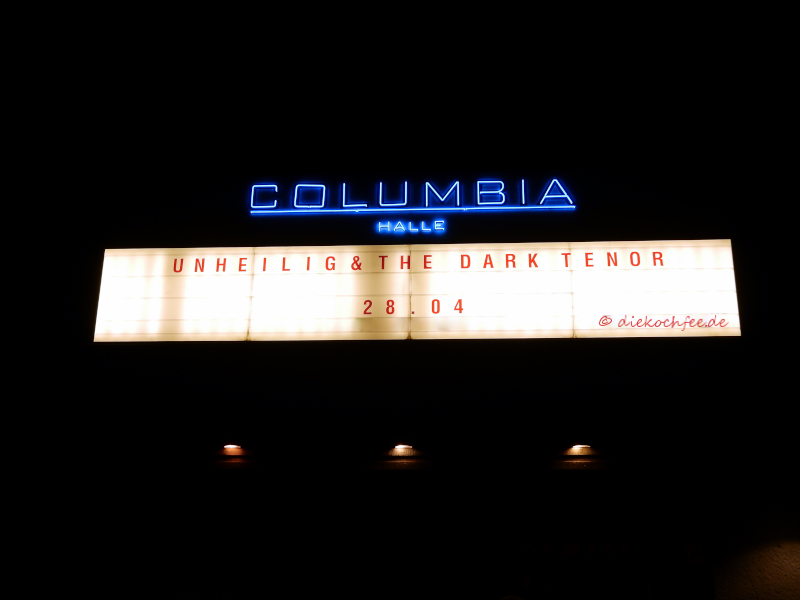 COLUMBIA
HALLE
UNHEILIG & THE DARK TENOR
28.04
© diekochfee.de